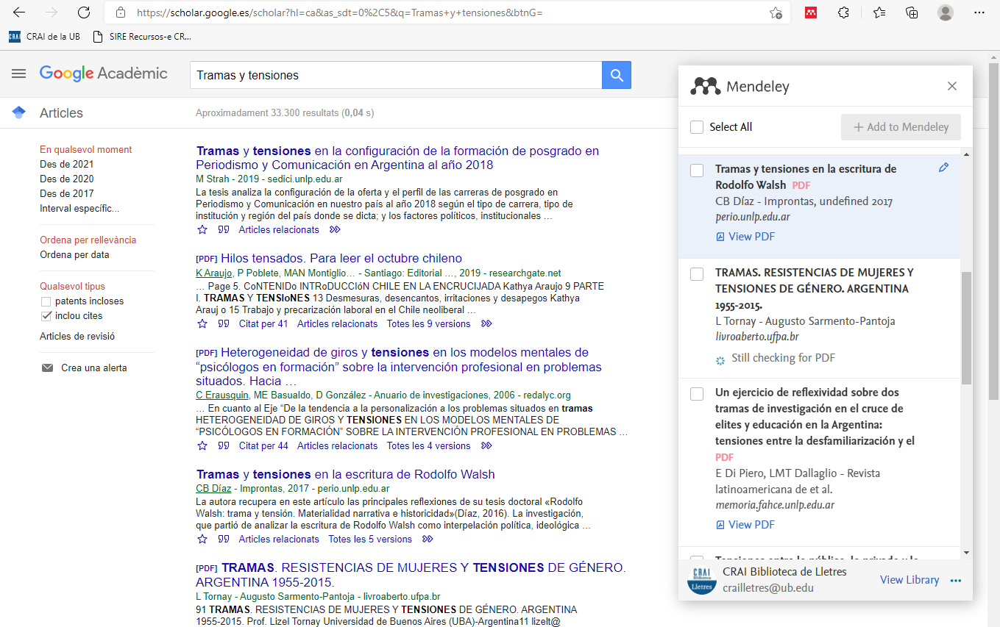 https://scholar.google.es/scholar?hl=ca&as_sdt=0%2C5&q=Tramas+y+tensiones&btnG=
CRAI de la UB
SIRE Recursos-e CR...
Google Acadèmic
Tramas y tensiones
Articles
Aproximadament 33.300 resultats (0,04 s)
En qualsevol moment
Des de 2021
Des de 2020
Des de 2017
Interval específic...
Ordena per rellevància
Ordena per data
Qualsevol tipus
patents incloses
inclou cites
Articles de revisió
Crea una alerta
Tramas y tensiones en la configuración de la formación de posgrado en
Periodismo y Comunicación en Argentina al año 2018
M Strah - 2019 - sedici.unlp.edu.ar
La tesis analiza la configuración de la oferta y el perfil de las carreras de posgrado en
Periodismo y Comunicación en nuestro país al año 2018 según el tipo de carrera, tipo de
institución y región del país donde se dicta; y los factores políticos, institucionales ...
Articles relacionats
[PDF] Hilos tensados. Para leer el octubre chileno
K Araujo, P Poblete, MAN Montiglio… - Santiago: Editorial …, 2019 - researchgate.net
... Page 5. CoNTENIDo INTRoDUCCIóN CHILE EN LA ENCRUCIJADA Kathya Araujo 9 PARTE
I. TRAMAS Y TENSIoNES 13 Desmesuras, desencantos, irritaciones y desapegos Kathya
Arauj o 15 Trabajo y precarización laboral en el Chile neoliberal ...
Citat per 41 Articles relacionats Totes les 9 versions
[PDF] Heterogeneidad de giros y tensiones en los modelos mentales de
“psicólogos en formación” sobre la intervención profesional en problemas
situados. Hacia …
C Erausquin, ME Basualdo, D González - Anuario de investigaciones, 2006 - redalyc.org
... En cuanto al Eje “De la tendencia a la personalización a los problemas situados en tramas
HETEROGENEIDAD DE GIROS Y TENSIONES EN LOS MODELOS MENTALES DE
“PSICÓLOGOS EN FORMACIÓN” SOBRE LA INTERVENCIÓN PROFESIONAL EN PROBLEMAS ...
Citat per 44 Articles relacionats Totes les 4 versions
Tramas y tensiones en la escritura de Rodolfo Walsh
CB Díaz - Improntas, 2017 - perio.unlp.edu.ar
La autora recupera en este artículo las principales reflexiones de su tesis doctoral «Rodolfo
Walsh: trama y tensión. Materialidad narrativa e historicidad»(Díaz, 2016). La investigación,
que partió de analizar la escritura de Rodolfo Walsh como interpelación política, ideológica ...
Articles relacionats Totes les 5 versions
[PDF] TRAMAS. RESISTENCIAS DE MUJERES Y TENSIONES DE GÉNERO.
ARGENTINA 1955-2015.
L Tornay - Augusto Sarmento-Pantoja - livroaberto.ufpa.br
91 TRAMAS. RESISTENCIAS DE MUJERES Y TENSIONES DE GÉNERO. ARGENTINA
1955-2015. Prof. Lizel Tornay Universidad de Buenos Aires (UBA)-Argentina11 lizelt@
Mendeley
Select All
+ Add to Mendeley
Tramas y tensiones en la escritura de
Rodolfo Walsh PDF
CB Díaz - Improntas, undefined 2017
perio.unlp.edu.ar
View PDF
TRAMAS. RESISTENCIAS DE MUJERES Y
TENSIONES DE GÉNERO. ARGENTINA
1955-2015.
L Tornay - Augusto Sarmento-Pantoja
livroaberto.ufpa.br
Still checking for PDF
Un ejercicio de reflexividad sobre dos
tramas de investigación en el cruce de
elites y educación en la Argentina:
tensiones entre la desfamiliarización y el
PDF
E Di Piero, LMT Dallaglio - Revista
latinoamericana de et al.
memoria.fahce.unlp.edu.ar
View PDF
Tensiones entre lo público, lo privado y lo
CRAI
Biblioteca
Lletres
CRAI Biblioteca de Lletres
crailletres@ub.edu
View Library